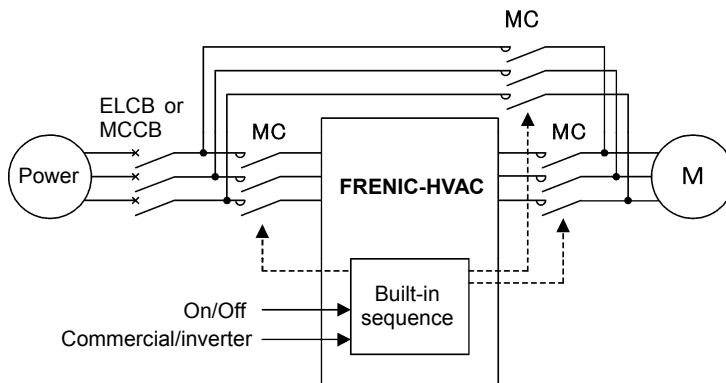 MC
ELCB or
MCCB
MC
MC
Power
FRENIC-HVAC
M
Built-in
sequence
On/Off
Commercial/inverter